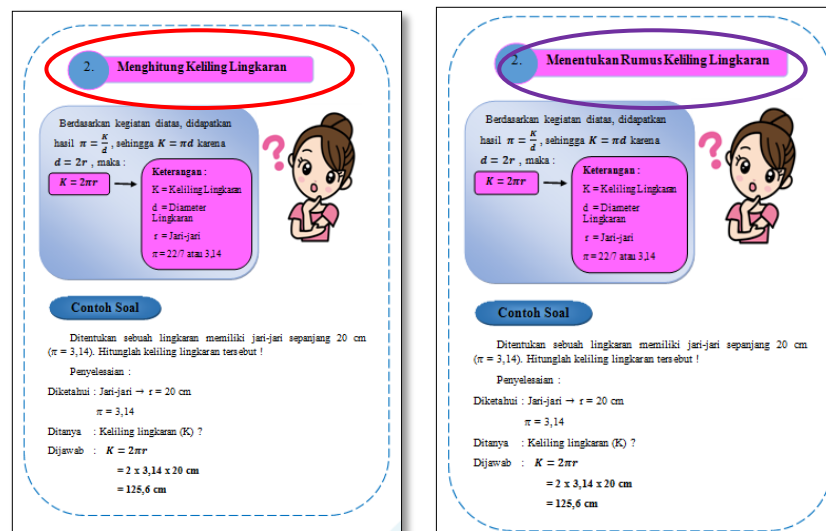 2. Menghitung Keliling Lingkaran
Berdasarkan kegiatan diatas, didapatkan
hasil π = K/d , sehingga K = πd karena
d = 2r , maka :
K = 2πr
Keterangan :
K = Keliling Lingkaran
d = Diameter
Lingkaran
r = Jari-jari
π = 22/7 atau 3,14
?
Contoh Soal
Ditentukan sebuah lingkaran memiliki jari-jari sepanjang 20 cm
(π = 3,14). Hitunglah keliling lingkaran tersebut !
Penyelesaian :
Diketahui : Jari-jari → r = 20 cm
π = 3,14
Ditanya : Keliling lingkaran (K) ?
Dijawab : K = 2πr
= 2 x 3,14 x 20 cm
= 125,6 cm
2. Menentukan Rumus Keliling Lingkaran
Berdasarkan kegiatan diatas, didapatkan
hasil π = K/d , sehingga K = πd karena
d = 2r , maka :
K = 2πr
Keterangan :
K = Keliling Lingkaran
d = Diameter
Lingkaran
r = Jari-jari
π = 22/7 atau 3,14
?
Contoh Soal
Ditentukan sebuah lingkaran memiliki jari-jari sepanjang 20 cm
(π = 3,14). Hitunglah keliling lingkaran tersebut !
Penyelesaian :
Diketahui : Jari-jari → r = 20 cm
π = 3,14
Ditanya : Keliling lingkaran (K) ?
Dijawab : K = 2πr
= 2 x 3,14 x 20 cm
= 125,6 cm